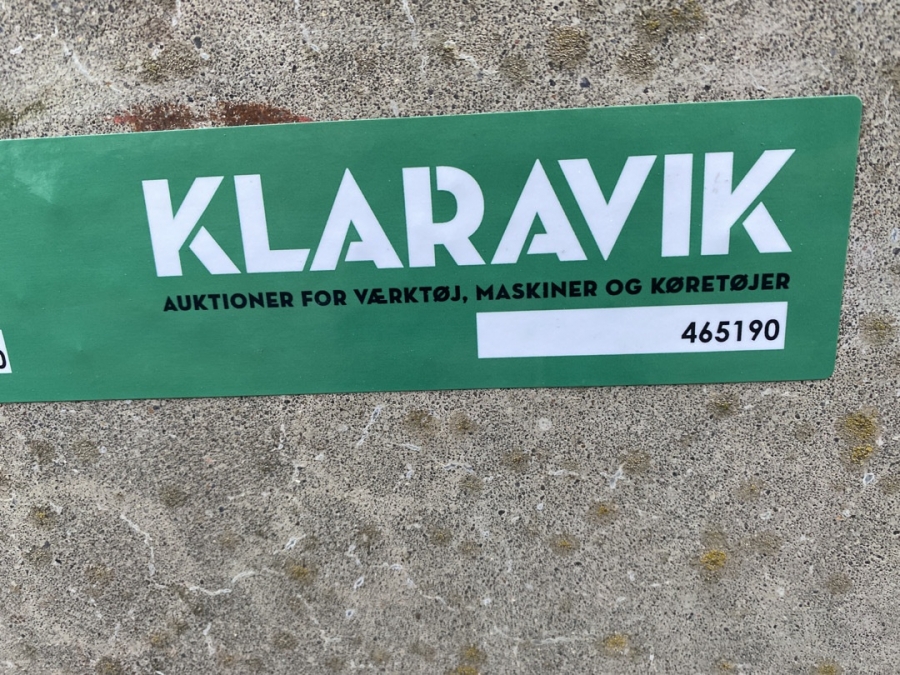 KLARAVIK
AUKTIONER FOR VÆRKTØJ, MASKINER OG KØRETØJER
465190